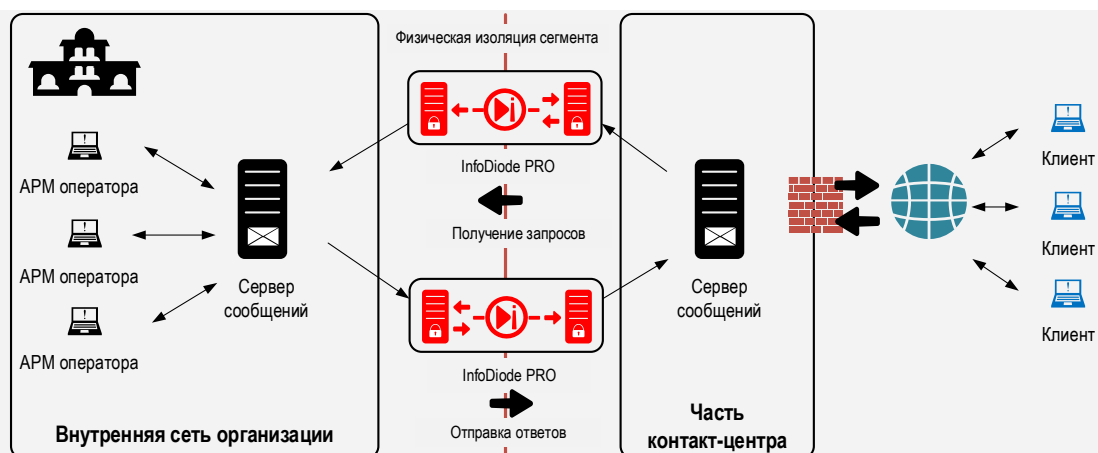 Физическая изоляция сегмента
InfoDiode PRO
Получение запросов
InfoDiode PRO
Отправка ответов
АРМ оператора
АРМ оператора
АРМ оператора
Сервер
сообщений
Внутренняя сеть организации
Сервер
сообщений
Часть
контакт-центра
Клиент
Клиент
Клиент